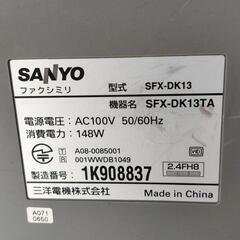 SANYO
ファクシミリ
型式 SFX-DK13
機器名 SFX-DK13TA
電源電圧：AC100V 50/60Hz
消費電力：148W
A08-0085001
001WWDB1049
製造番号：1K908837
2.4FH8
三洋電機株式会社 Made in China
A071
0650